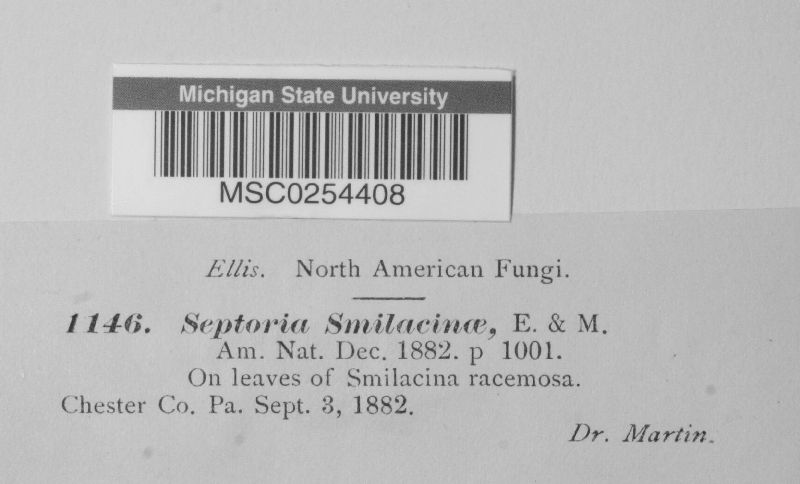 Michigan State University
MSC0254408
Ellis. North American Fungi.
1146. Septoria Smilacinæ, E. & M.
Am. Nat. Dec. 1882. p 1001.
On leaves of Smilacina racemosa.
Chester Co. Pa. Sept. 3, 1882.
Dr. Martin.